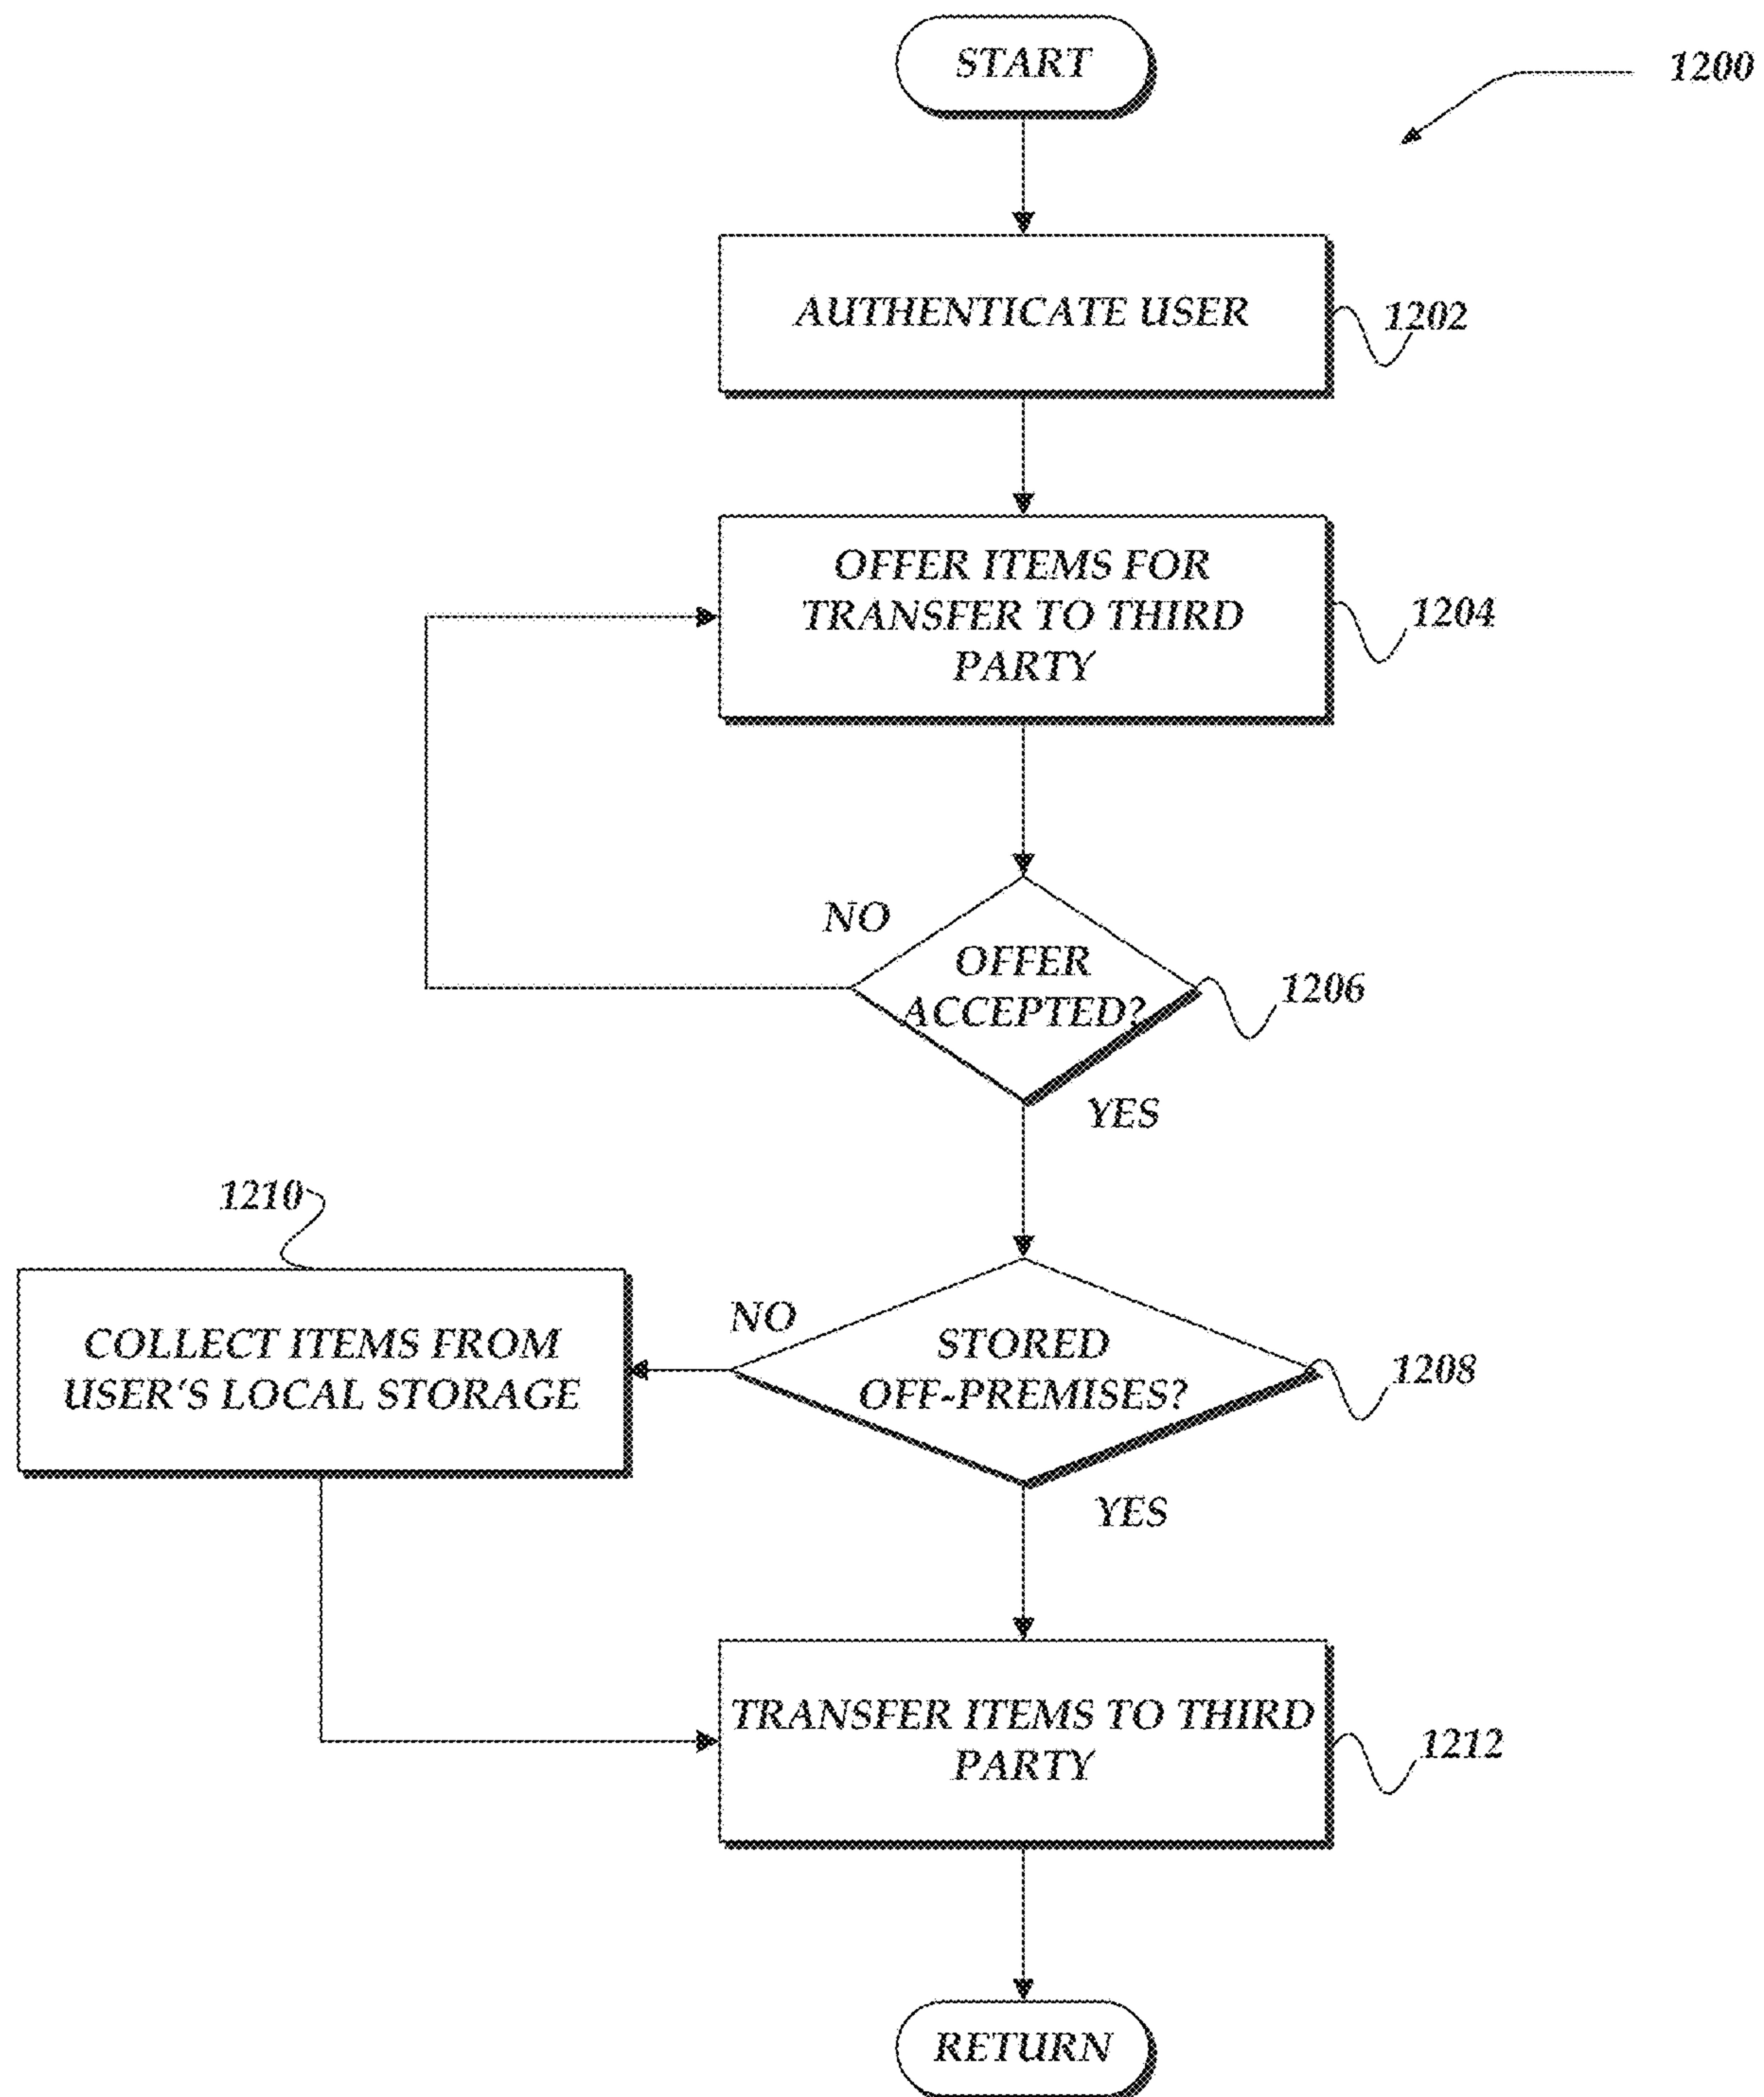 START
1200
AUTHENTICATE USER
1202
OFFER ITEMS FOR
TRANSFER TO THIRD
PARTY
1204
NO
OFFER
ACCEPTED?
1206
YES
1210
COLLECT ITEMS FROM
USER'S LOCAL STORAGE
NO
STORED
OFF-PREMISES?
1208
YES
TRANSFER ITEMS TO THIRD
PARTY
1212
RETURN